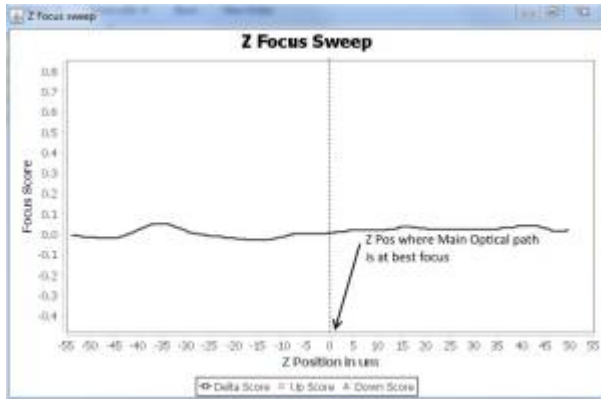 Z Focus sweep
Z Focus Sweep
0.8
0.7
0.6
0.5
0.4
0.3
0.2
0.1
0.0
-0.1
-0.2
-0.3
-0.4
Focus Score
Z Pos where Main Optical path
is at best focus
-55 -50 -45 -40 -35 -30 -25 -20 -15 -10 -5 0 5 10 15 20 25 30 35 40 45 50 55
Z Position in um
Delta Score Up Score Down Score